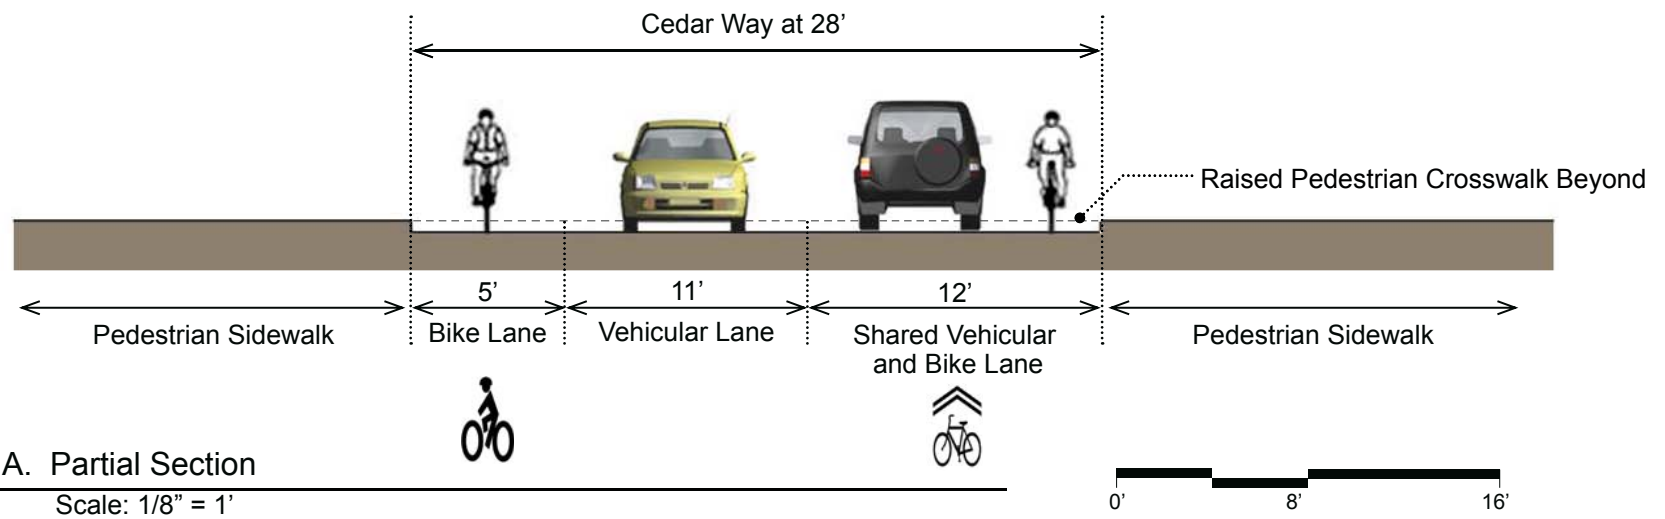 Cedar Way at 28’
Raised Pedestrian Crosswalk Beyond
5’
11’
12’
Pedestrian Sidewalk
Bike Lane
Vehicular Lane
Shared Vehicular
and Bike Lane
Pedestrian Sidewalk
A. Partial Section
Scale: 1/8” = 1’
0’
8’
16’